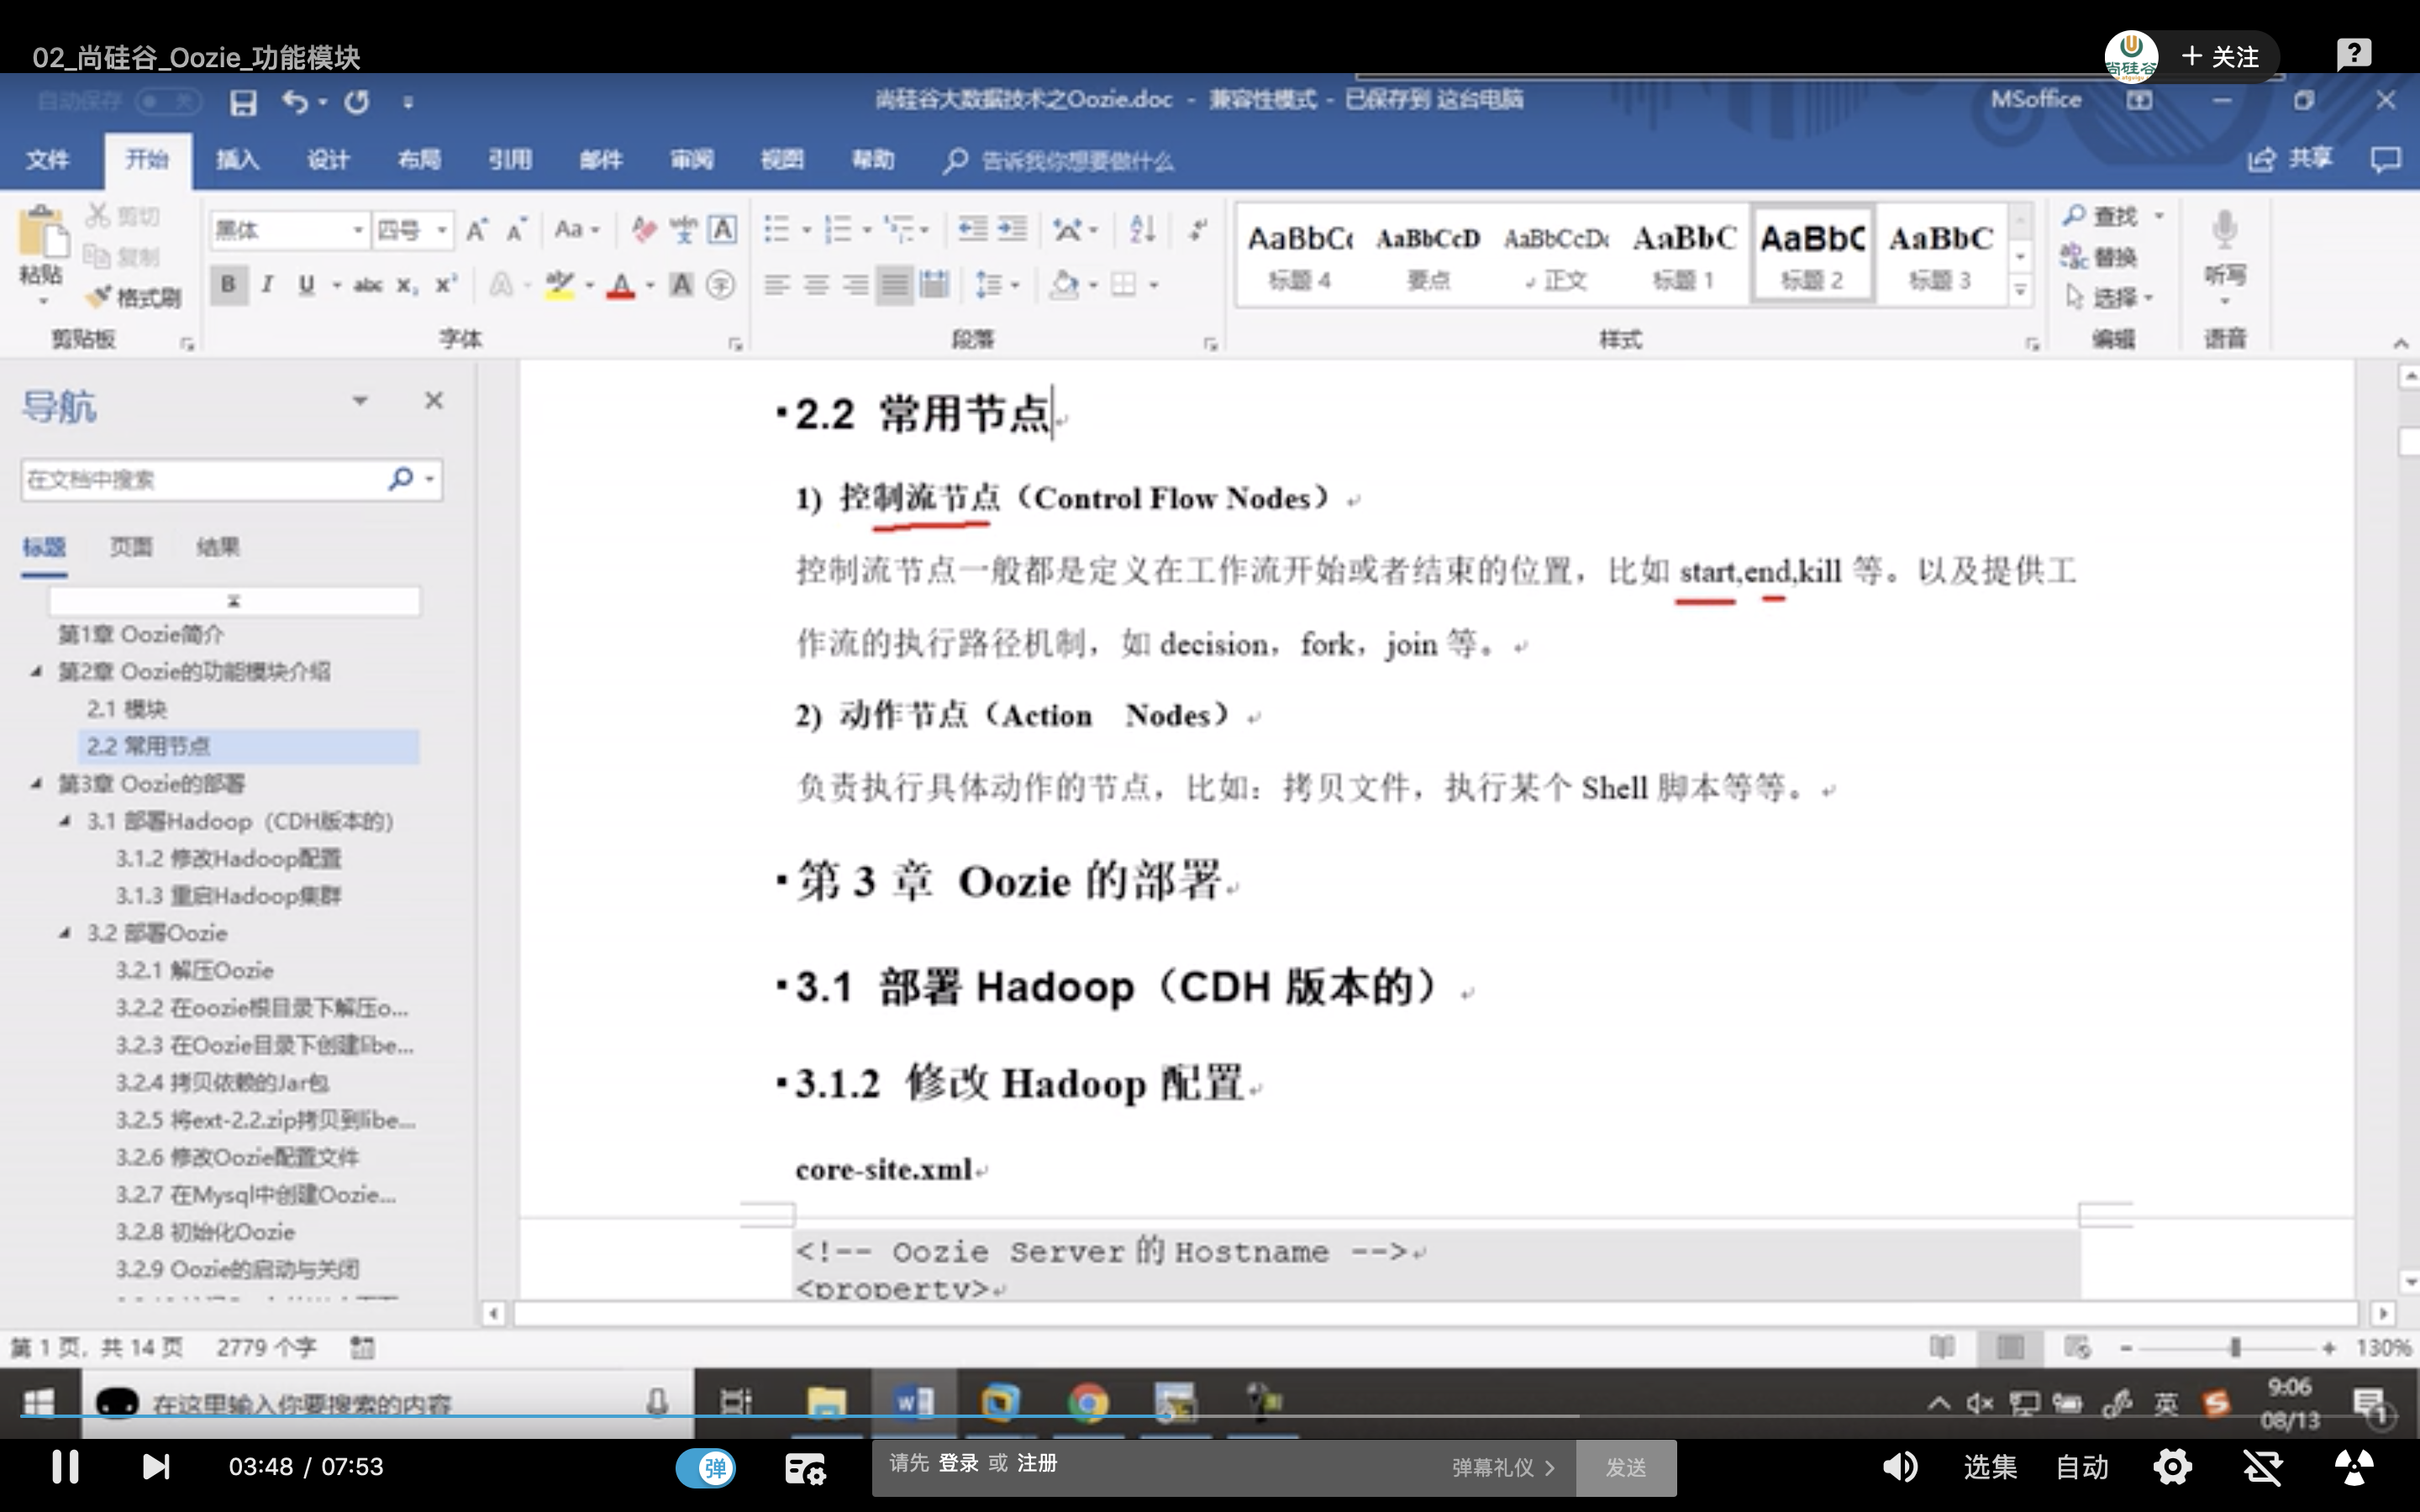 02_尚硅谷_Oozie_功能模块
尚硅谷
+ 关注
自动保存 关
尚硅谷大数据技术之Oozie.doc - 兼容性模式 - 已保存到 这台电脑
MSoffice
文件 开始 插入 设计 布局 引用 邮件 审阅 视图 帮助 告诉我你想要做什么 共享
粘贴 剪切
复制
格式刷
剪贴板
黑体 四号
字体
段落
AaBbCc AaBbCcD AaBbCcDc AaBbC AaBbC AaBbC
标题 4 要点 正文 标题 1 标题 2 标题 3
样式
查找
替换
选择
编辑
听写
语音
导航
在文档中搜索
标题 页面 结果
第1章 Oozie简介
第2章 Oozie的功能模块介绍
2.1 模块
2.2 常用节点
第3章 Oozie的部署
3.1 部署Hadoop（CDH版本的）
3.1.2 修改Hadoop配置
3.1.3 重启Hadoop集群
3.2 部署Oozie
3.2.1 解压Oozie
3.2.2 在oozie根目录下解压o...
3.2.3 在Oozie目录下创建libe...
3.2.4 拷贝依赖的Jar包
3.2.5 将ext-2.2.zip拷贝到libe...
3.2.6 修改Oozie配置文件
3.2.7 在Mysql中创建Oozie...
3.2.8 初始化Oozie
3.2.9 Oozie的启动与关闭
2.2 常用节点
1) 控制流节点（Control Flow Nodes）
控制流节点一般都是定义在工作流开始或者结束的位置，比如 start,end,kill 等。以及提供工
作流的执行路径机制，如 decision，fork，join 等。
2) 动作节点（Action Nodes）
负责执行具体动作的节点，比如：拷贝文件，执行某个 Shell 脚本等等。
第 3 章 Oozie 的部署
3.1 部署 Hadoop（CDH 版本的）
3.1.2 修改 Hadoop 配置
core-site.xml
<!-- Oozie Server 的 Hostname -->
<property>
第 1 页，共 14 页 2779 个字
130%
在这里输入你要搜索的内容
英
9:06
08/13
03:48 / 07:53
弹
请先 登录 或 注册
弹幕礼仪 >
发送
选集
自动